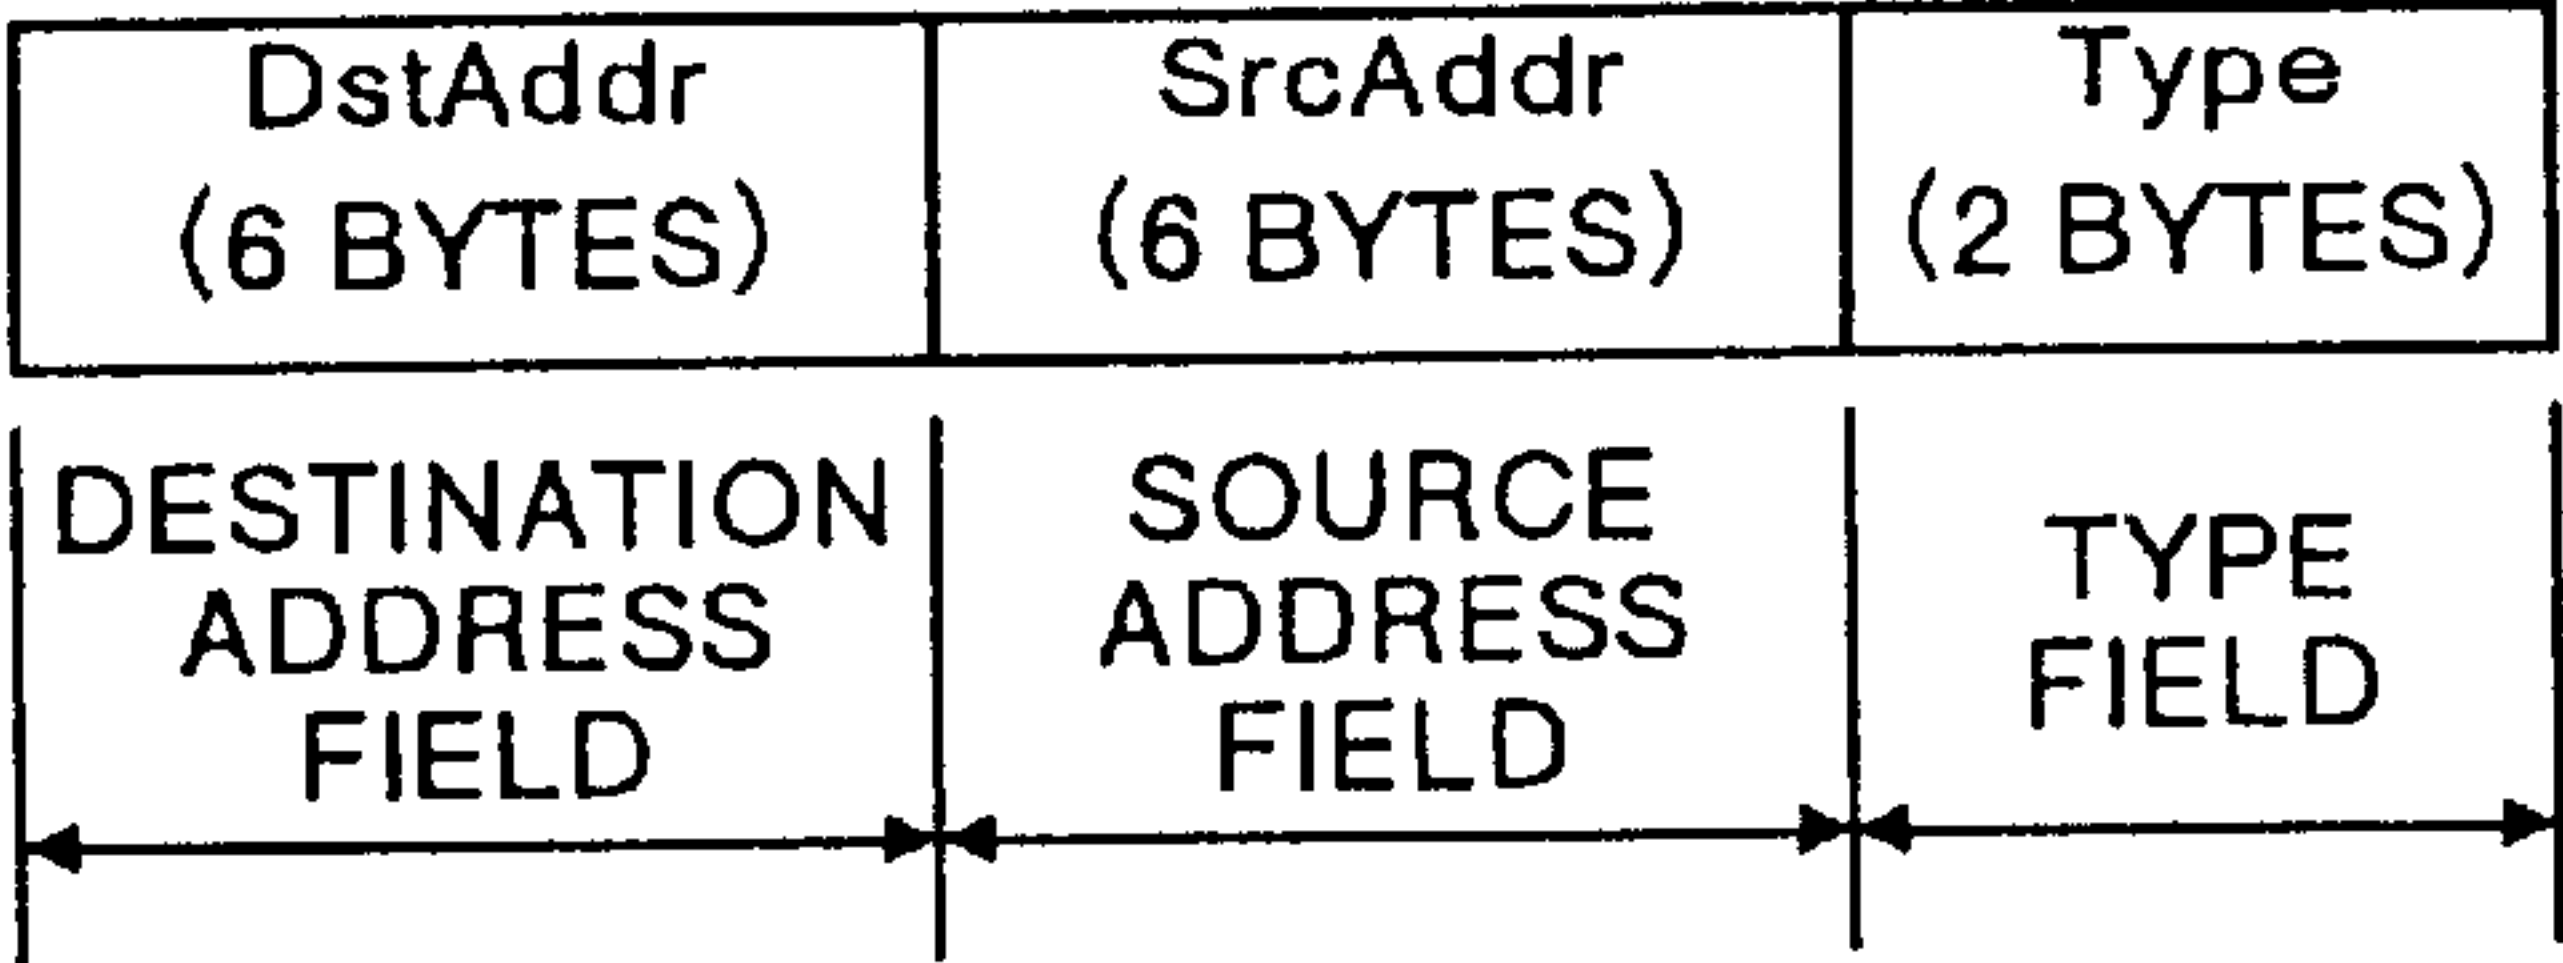 DstAddr
(6 BYTES)
SrcAddr
(6 BYTES)
Type
(2 BYTES)
DESTINATION
ADDRESS
FIELD
SOURCE
ADDRESS
FIELD
TYPE
FIELD